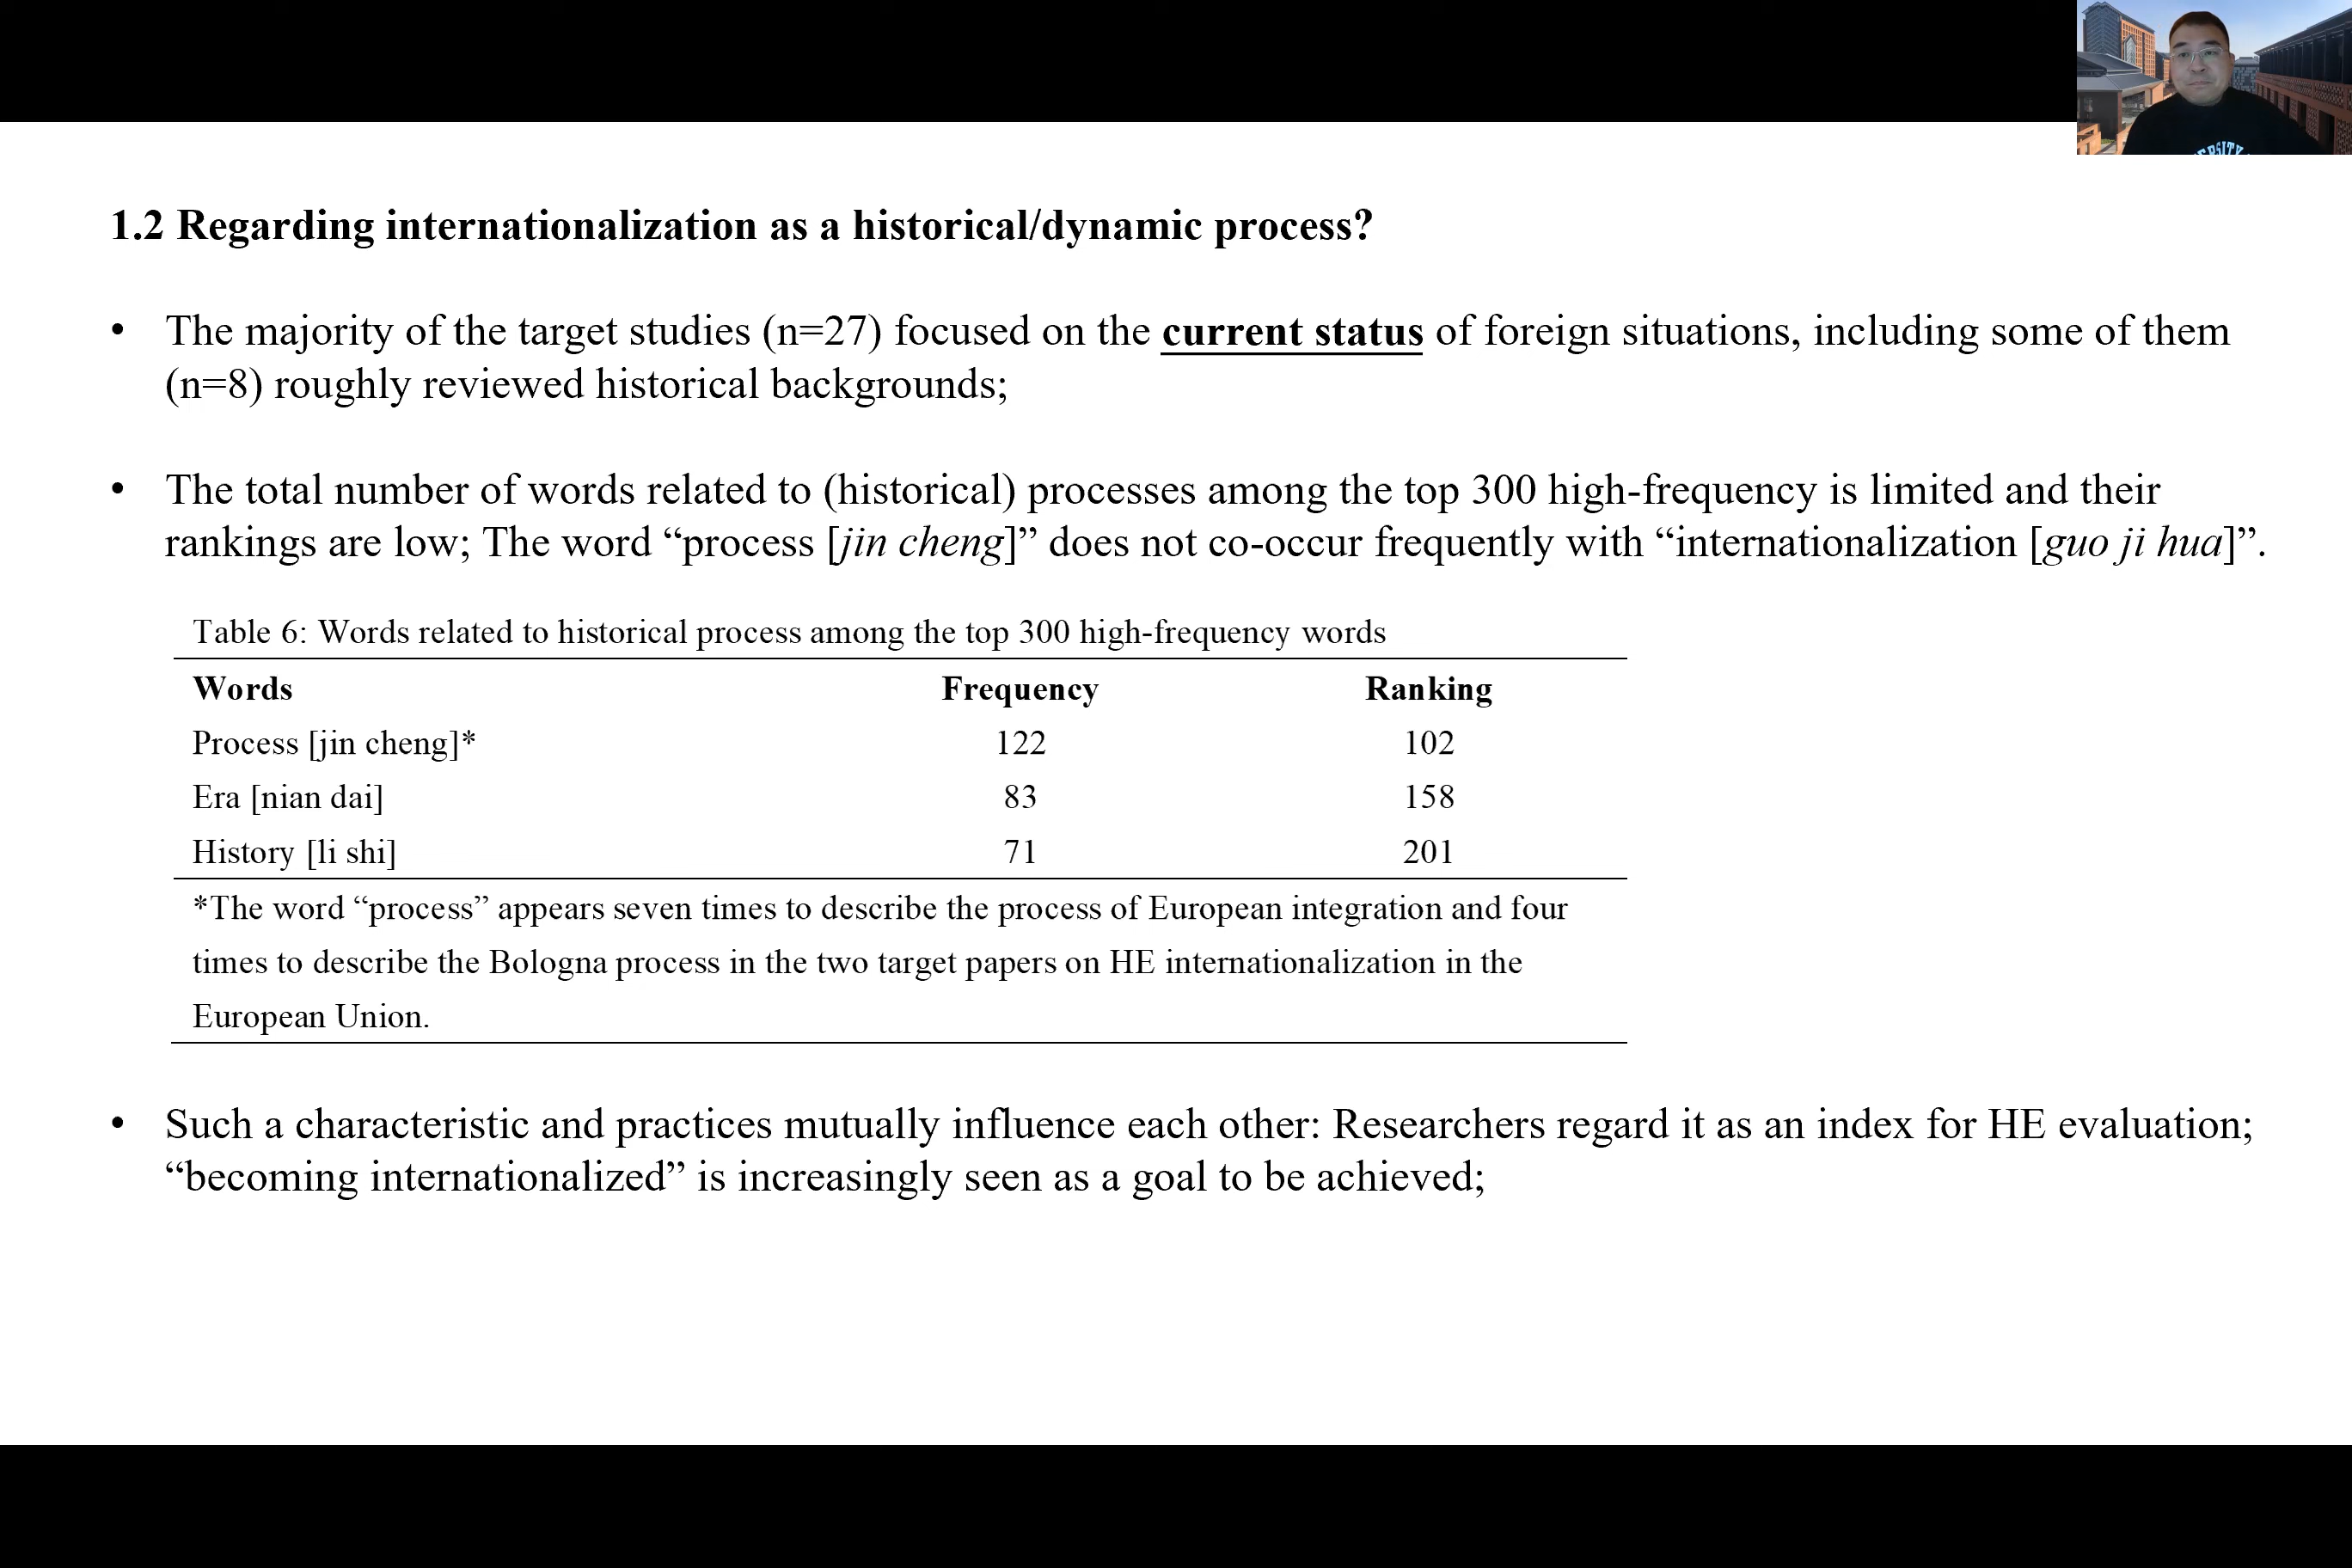 1.2 Regarding internationalization as a historical/dynamic process?
• The majority of the target studies (n=27) focused on the current status of foreign situations, including some of them
(n=8) roughly reviewed historical backgrounds;
• The total number of words related to (historical) processes among the top 300 high-frequency is limited and their
rankings are low; The word “process [jin cheng]” does not co-occur frequently with “internationalization [guo ji hua]”.
Table 6: Words related to historical process among the top 300 high-frequency words
Words Frequency Ranking
Process [jin cheng]* 122 102
Era [nian dai] 83 158
History [li shi] 71 201
*The word “process” appears seven times to describe the process of European integration and four
times to describe the Bologna process in the two target papers on HE internationalization in the
European Union.
• Such a characteristic and practices mutually influence each other: Researchers regard it as an index for HE evaluation;
“becoming internationalized” is increasingly seen as a goal to be achieved;